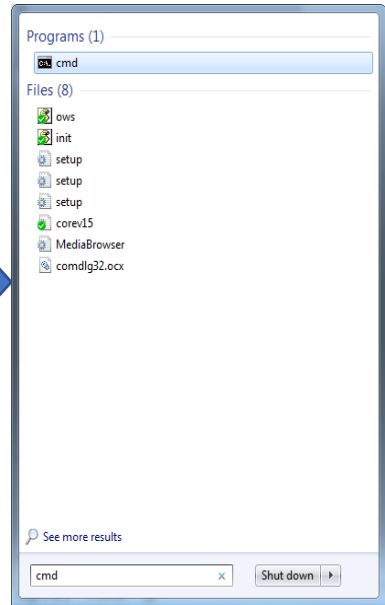 Programs (1)
cmd
Files (8)
ows
init
setup
setup
setup
corev15
MediaBrowser
comdlg32.ocx
See more results
cmd
Shut down